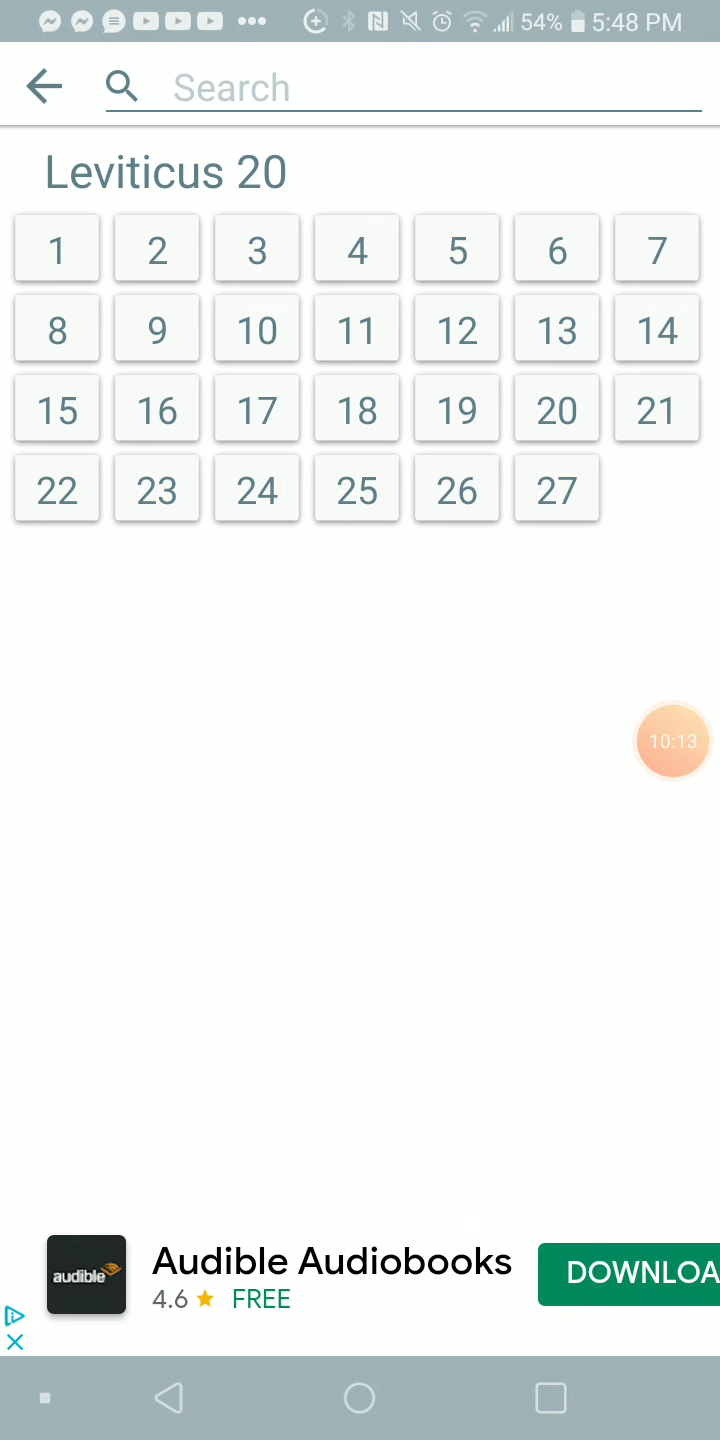 54% 5:48 PM
Search
Leviticus 20
1 2 3 4 5 6 7
8 9 10 11 12 13 14
15 16 17 18 19 20 21
22 23 24 25 26 27
10:13
audible
Audible Audiobooks
4.6 FREE
DOWNLOA